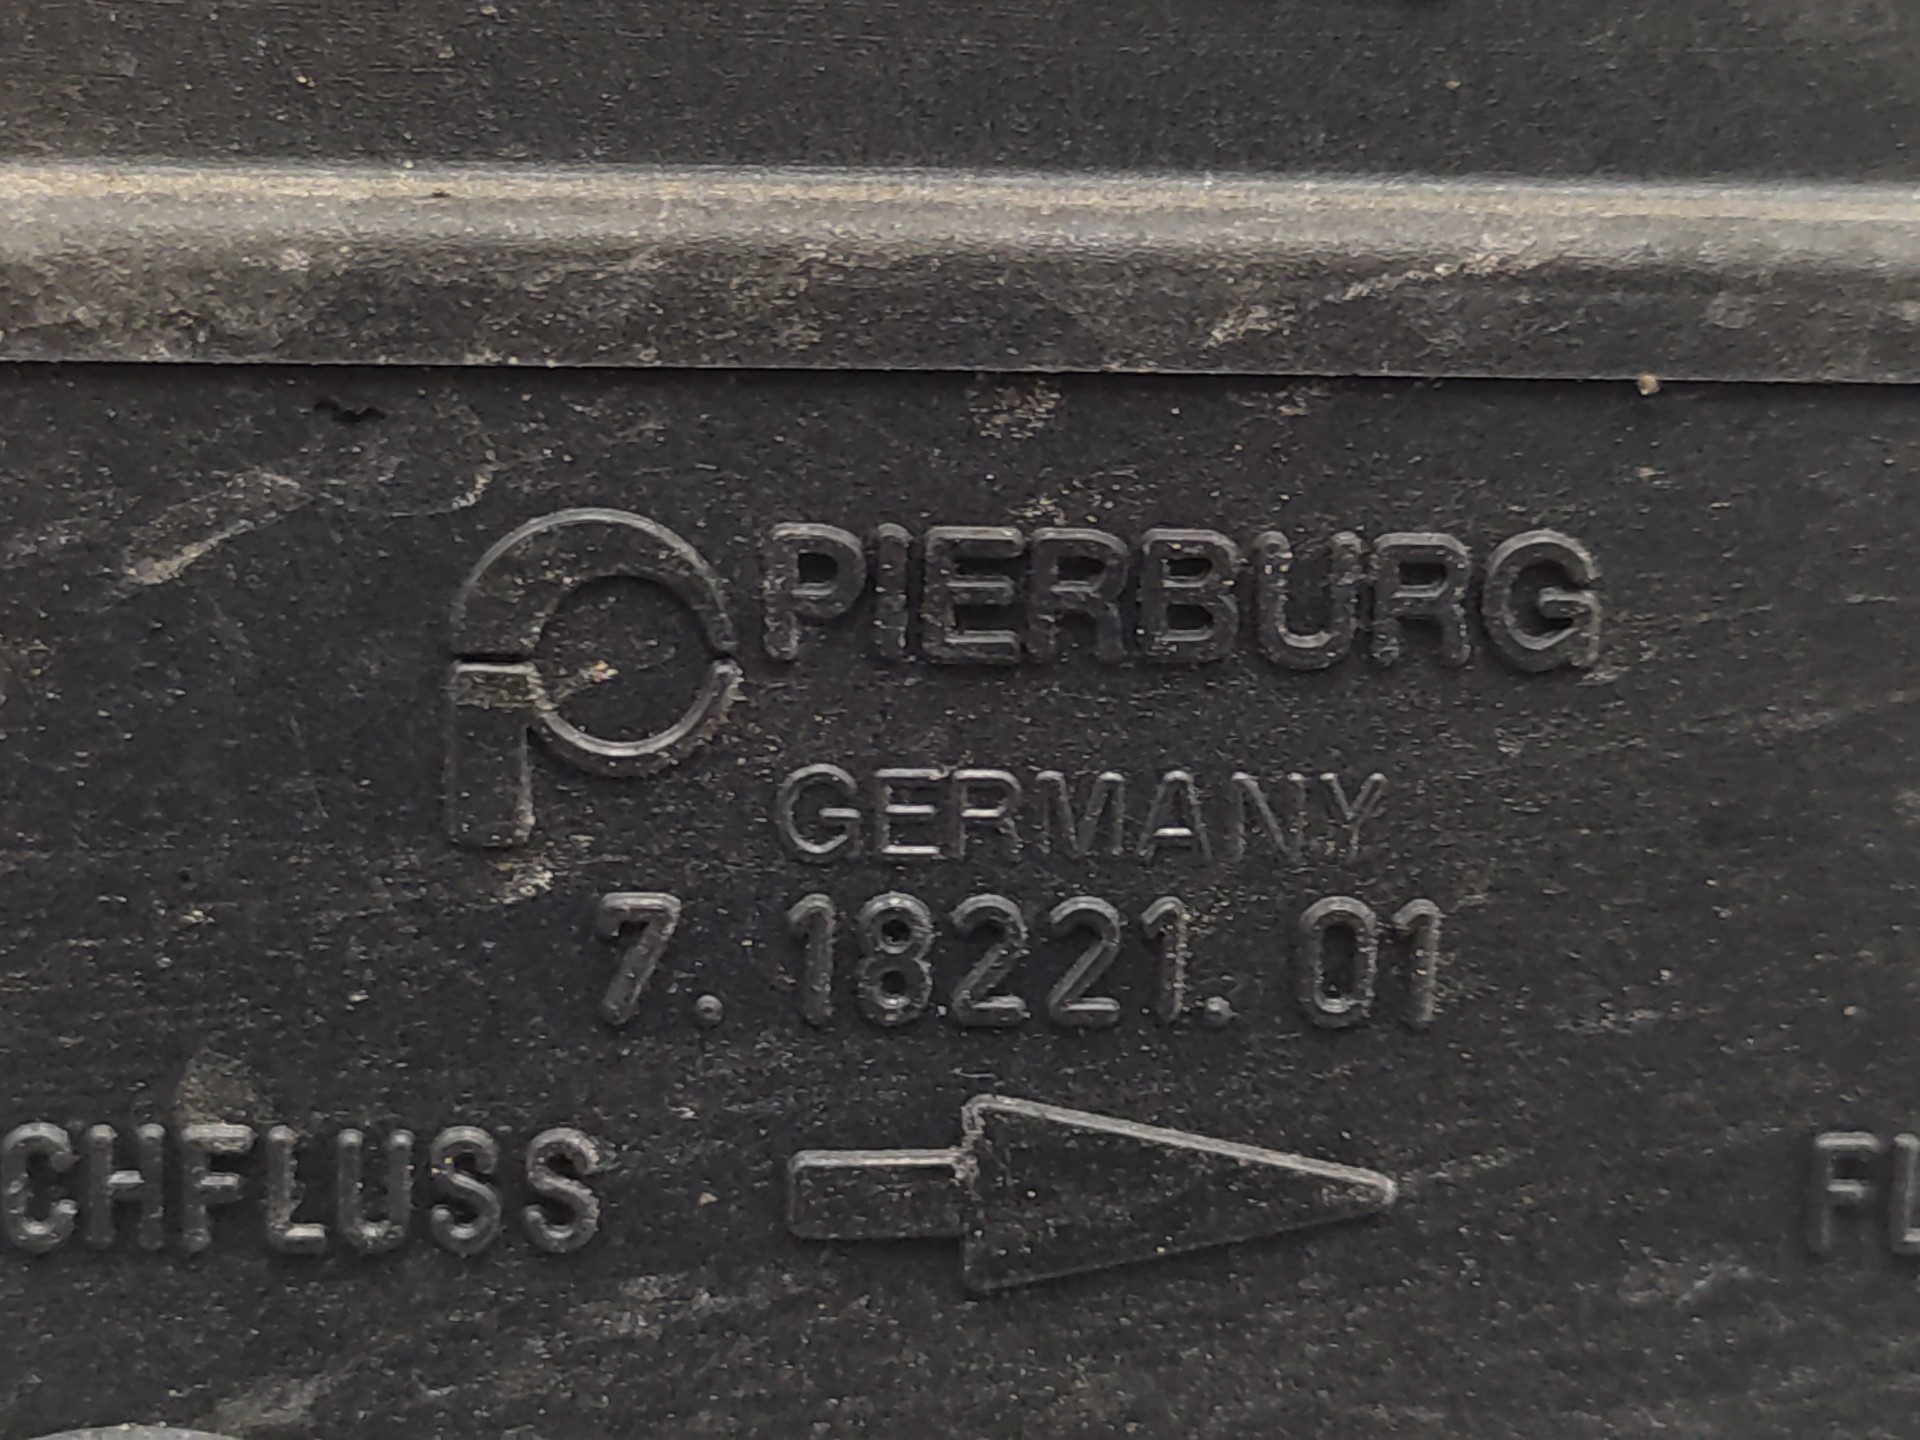 PIERBURG
GERMANY
7.18221.01
CHFLUSS FL